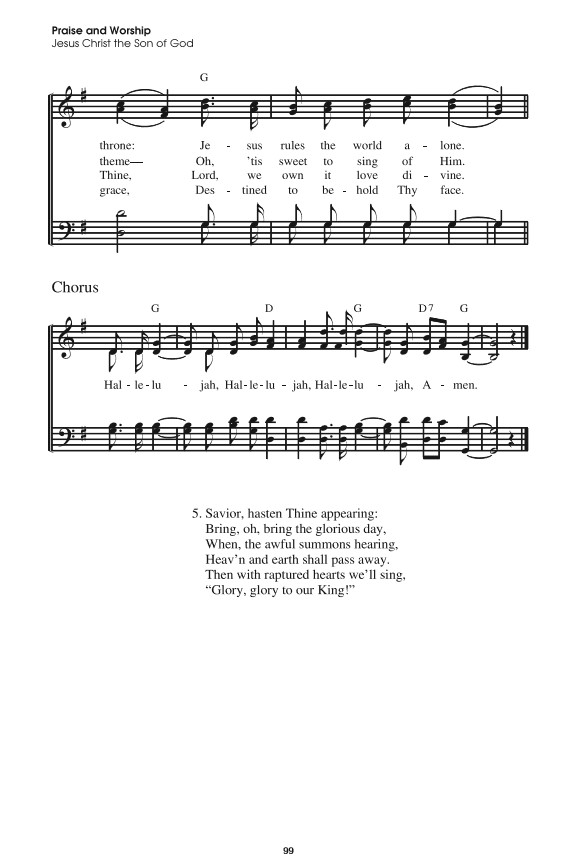 Praise and Worship
Jesus Christ the Son of God
G
throne: Je - sus rules the world a - lone.
theme— Oh, 'tis sweet to sing of Him.
Thine, Lord, we own it love di - vine.
grace, Des - tined to be - hold Thy face.
Chorus
G D G D7 G
Hal - le - lu - jah, Hal - le - lu - jah, Hal - le - lu - jah, A - men.
5. Savior, hasten Thine appearing:
Bring, oh, bring the glorious day,
When, the awful summons hearing,
Heav'n and earth shall pass away.
Then with raptured hearts we'll sing,
“Glory, glory to our King!”
99